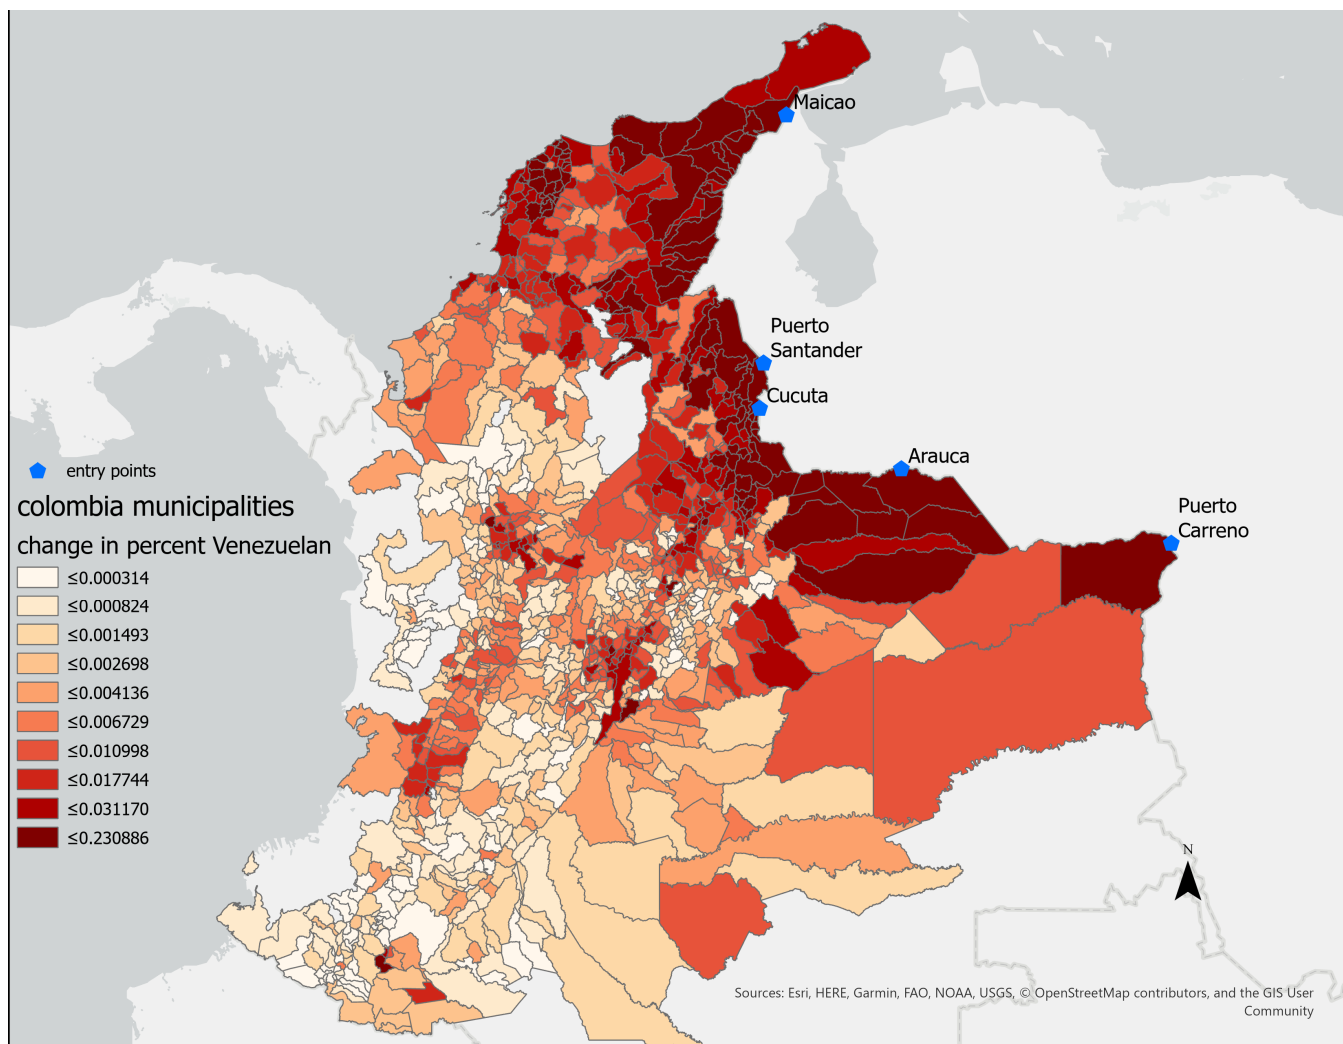 Maicao
Puerto
Santander
Cucuta
Arauca
Puerto
Carreno
entry points
colombia municipalities
change in percent Venezuelan
≤0.000314
≤0.000824
≤0.001493
≤0.002698
≤0.004136
≤0.006729
≤0.010998
≤0.017744
≤0.031170
≤0.230886
N
Sources: Esri, HERE, Garmin, FAO, NOAA, USGS, © OpenStreetMap contributors, and the GIS User
Community